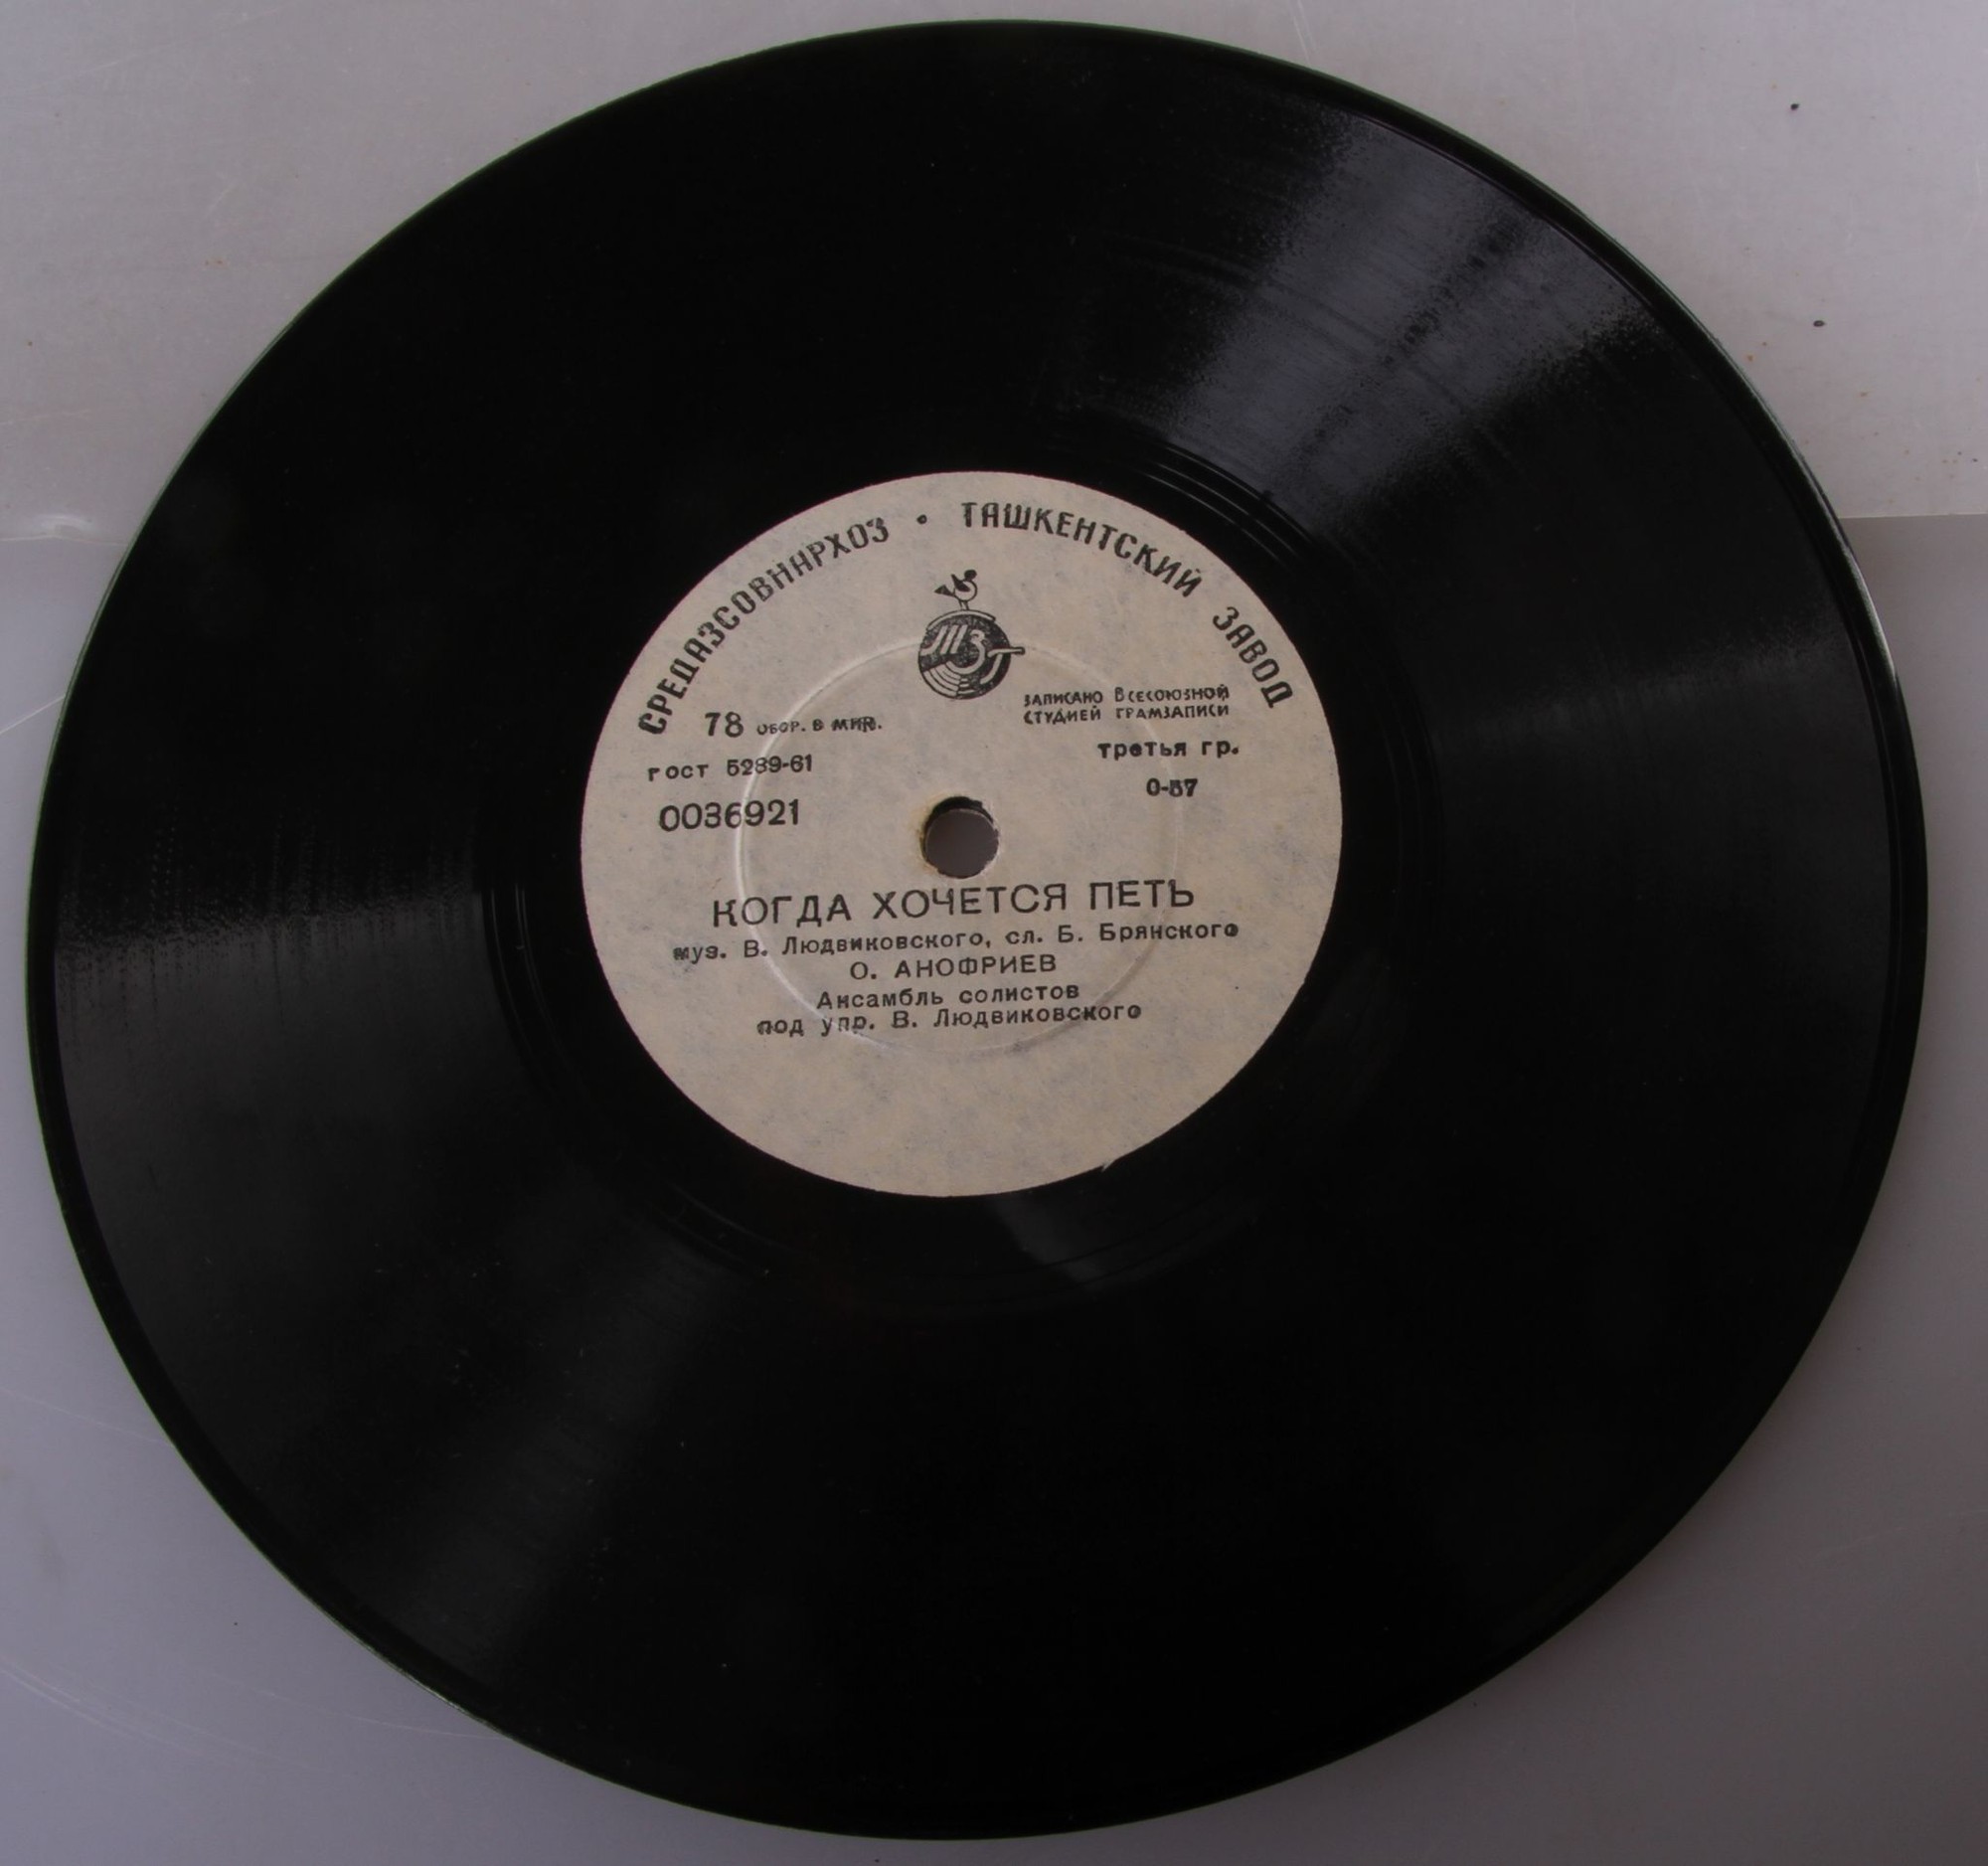 СРЕДАЗСОВНАРХОЗ • ТАШКЕНТСКИЙ ЗАВОД
ТЗГ
78 ОБОР. В МИН.
ЗАПИСАНО ВСЕСОЮЗНОЙ
СТУДИЕЙ ГРАМЗАПИСИ
ГОСТ 5289-61
третья гр.
0-57
0036921
КОГДА ХОЧЕТСЯ ПЕТЬ
муз. В. Людвиковского, сл. Б. Брянского
О. АНОФРИЕВ
Ансамбль солистов
под упр. В. Людвиковского